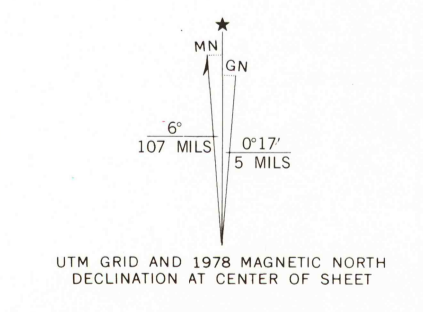 ★
MN
GN
6°
107 MILS
0°17′
5 MILS
UTM GRID AND 1978 MAGNETIC NORTH
DECLINATION AT CENTER OF SHEET